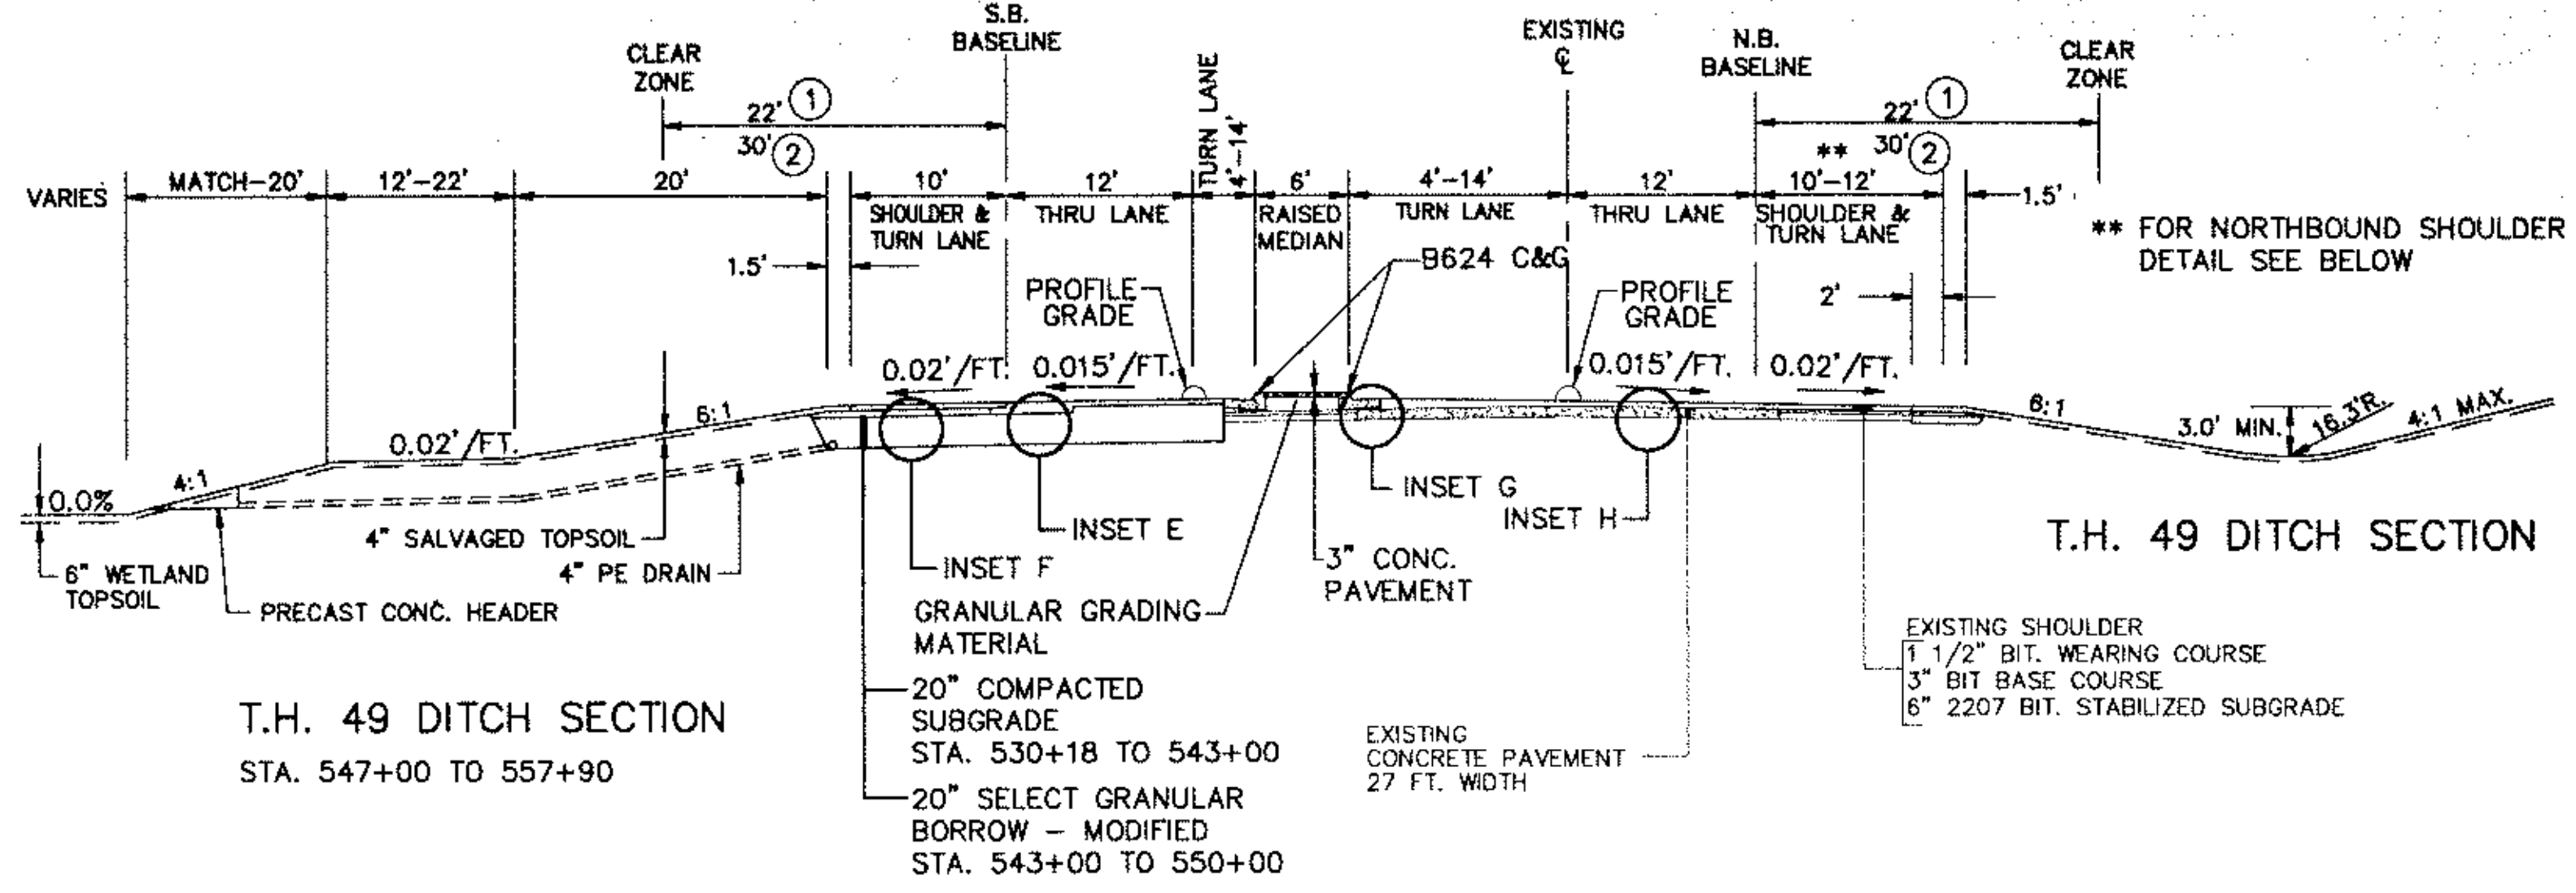 S.B.
BASELINE
CLEAR
ZONE
22' 1
30' 2
TURN LANE
4'-14'
EXISTING
C̲L
N.B.
BASELINE
CLEAR
ZONE
22' 1
** 30' 2
VARIES
MATCH-20'
12'-22'
20'
10'
12'
6'
4'-14'
12'
10'-12'
1.5'
SHOULDER &
TURN LANE
THRU LANE
RAISED
MEDIAN
TURN LANE
THRU LANE
SHOULDER &
TURN LANE
** FOR NORTHBOUND SHOULDER
DETAIL SEE BELOW
1.5'
B624 C&G
PROFILE
GRADE
PROFILE
GRADE
2'
0.02'/FT.
0.015'/FT.
0.015'/FT.
0.02'/FT.
6:1
0.02'/FT.
4:1
0.0%
6:1
3.0' MIN.
16.3'R.
4:1 MAX.
4" SALVAGED TOPSOIL
4" PE DRAIN
6" WETLAND
TOPSOIL
PRECAST CONC. HEADER
INSET F
INSET E
INSET G
INSET H
3" CONC.
PAVEMENT
GRANULAR GRADING
MATERIAL
T.H. 49 DITCH SECTION
20" COMPACTED
SUBGRADE
STA. 530+18 TO 543+00
20" SELECT GRANULAR
BORROW - MODIFIED
STA. 543+00 TO 550+00
T.H. 49 DITCH SECTION
STA. 547+00 TO 557+90
EXISTING
CONCRETE PAVEMENT
27 FT. WIDTH
EXISTING SHOULDER
1 1/2" BIT. WEARING COURSE
3" BIT BASE COURSE
6" 2207 BIT. STABILIZED SUBGRADE